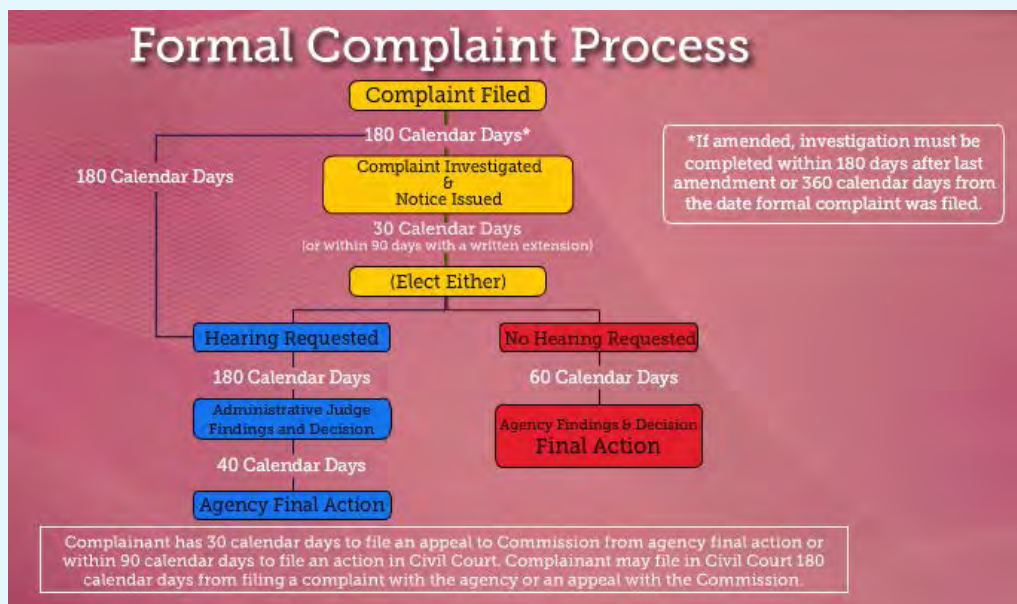 Formal Complaint Process
Complaint Filed
180 Calendar Days*
180 Calendar Days
*If amended, investigation must be
completed within 180 days after last
amendment or 360 calendar days from
the date formal complaint was filed.
Complaint Investigated
&
Notice Issued
30 Calendar Days
(or within 90 days with a written extension)
(Elect Either)
Hearing Requested
No Hearing Requested
180 Calendar Days
60 Calendar Days
Administrative Judge
Findings and Decision
Agency Findings & Decision
Final Action
40 Calendar Days
Agency Final Action
Complainant has 30 calendar days to file an appeal to Commission from agency final action or
within 90 calendar days to file an action in Civil Court. Complainant may file in Civil Court 180
calendar days from filing a complaint with the agency or an appeal with the Commission.